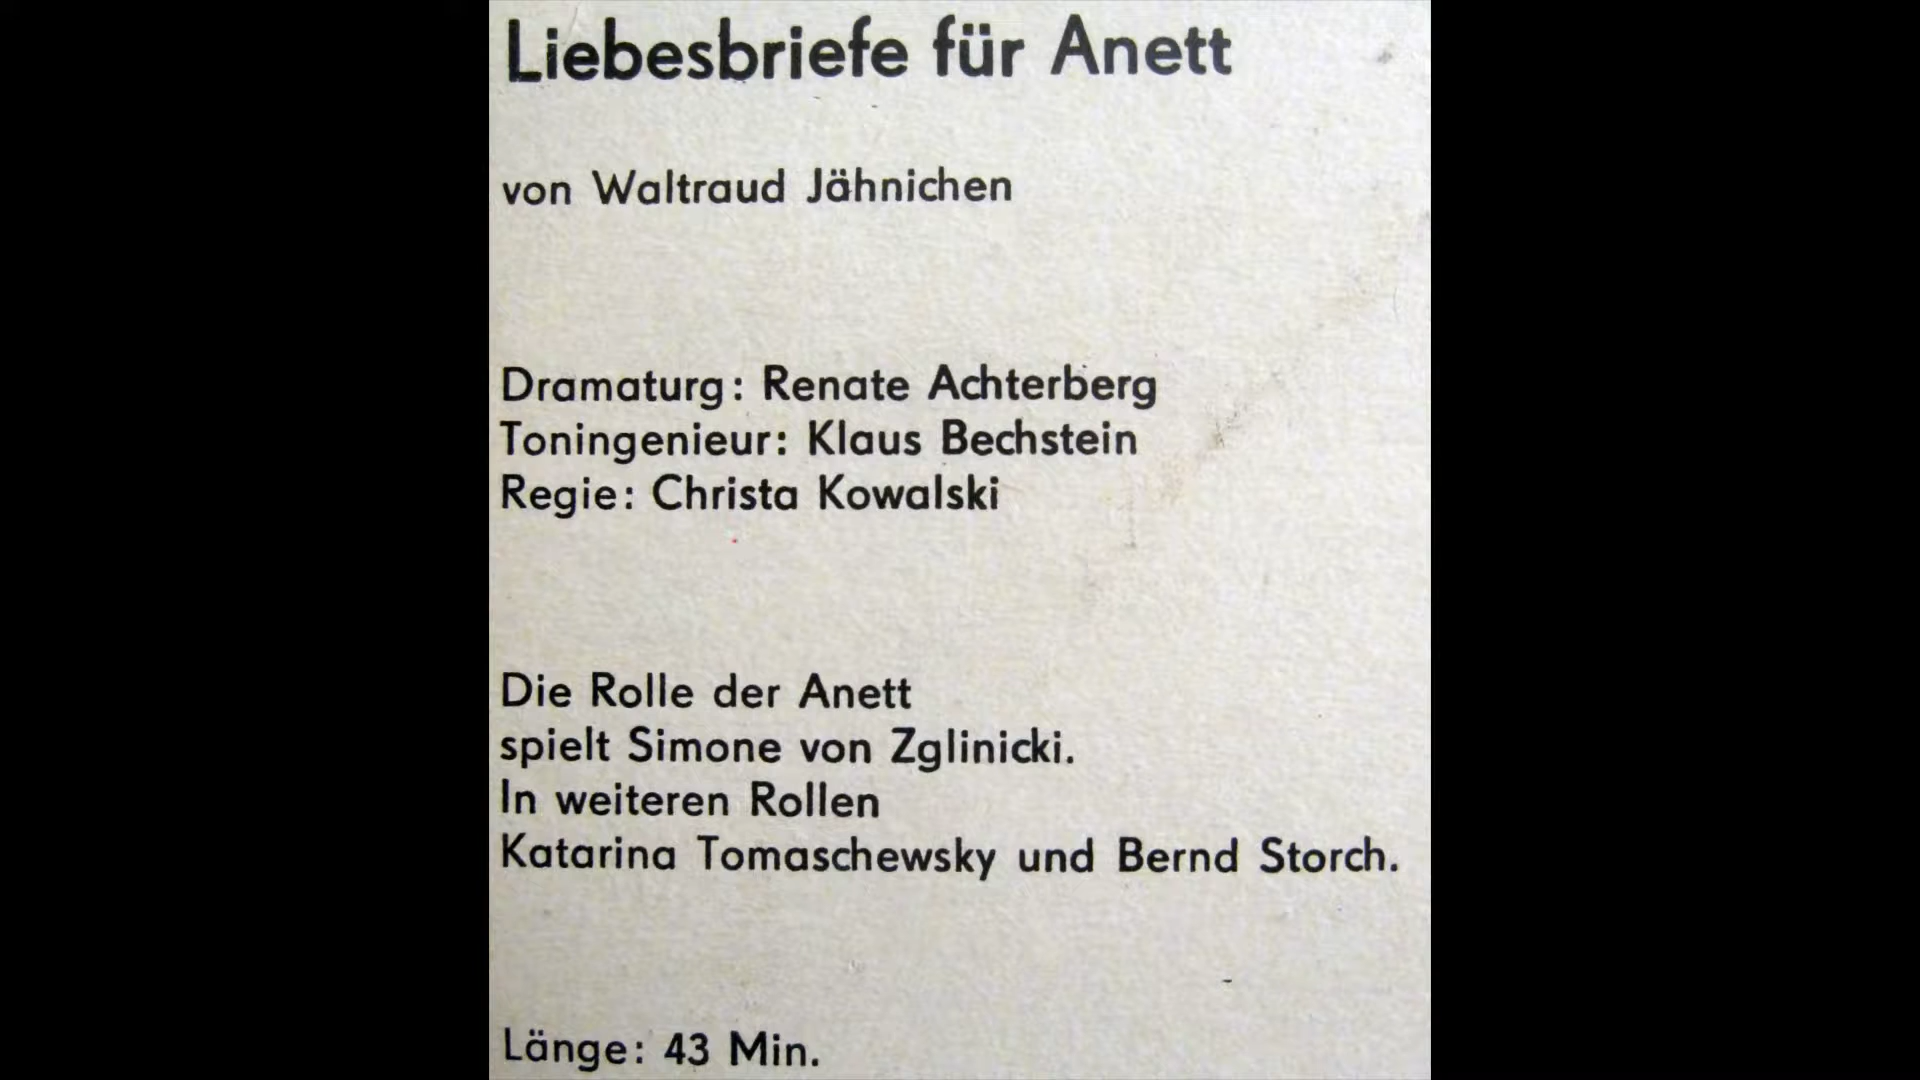 Liebesbriefe für Anett
von Waltraud Jähnichen
Dramaturg: Renate Achterberg
Toningenieur: Klaus Bechstein
Regie: Christa Kowalski
Die Rolle der Anett
spielt Simone von Zglinicki.
In weiteren Rollen
Katarina Tomaschewsky und Bernd Storch.
Länge: 43 Min.